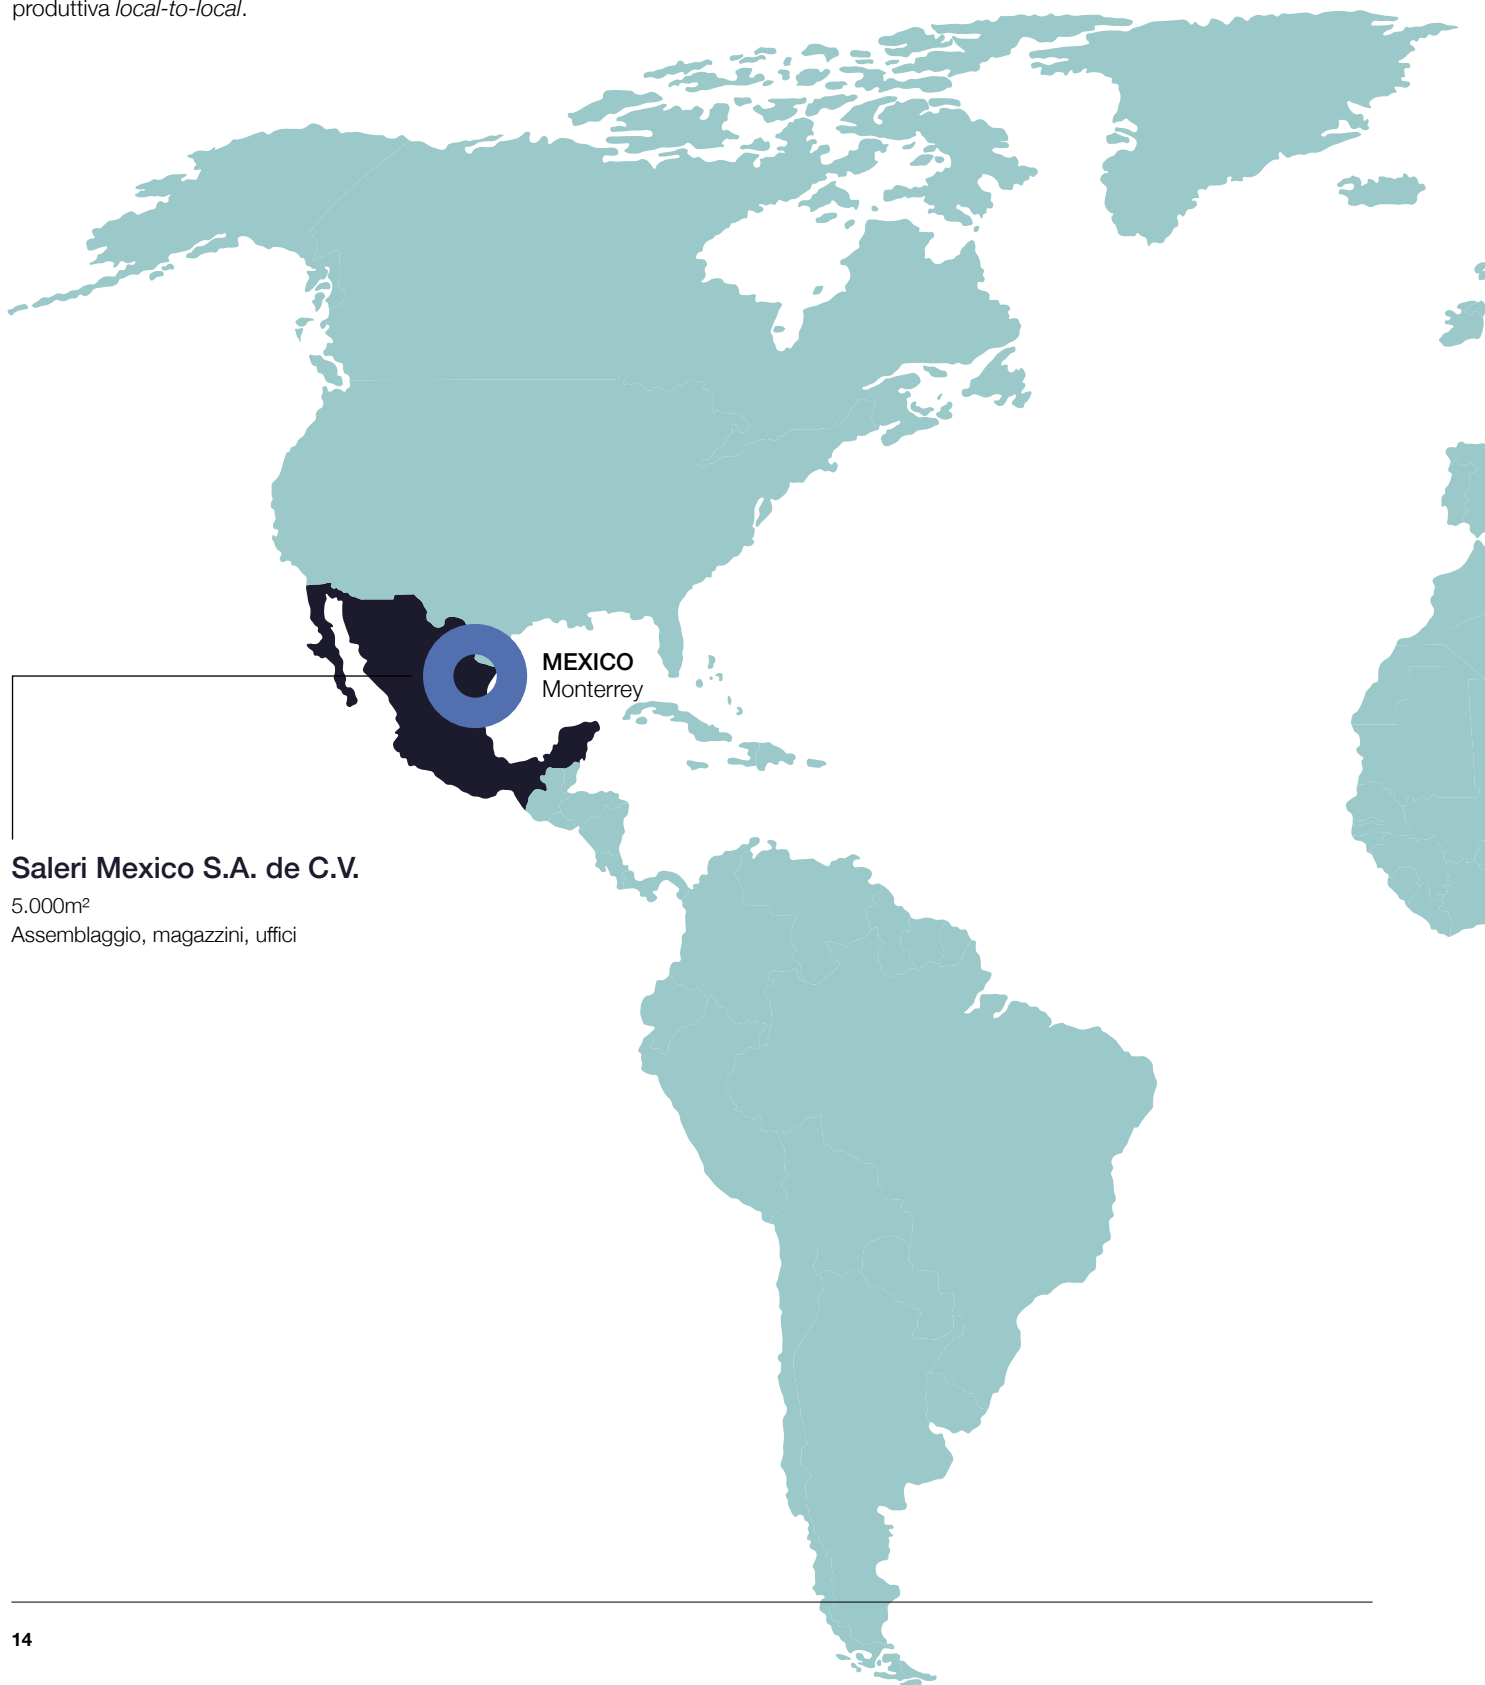 produttiva local-to-local.
MEXICO
Monterrey
Saleri Mexico S.A. de C.V.
5.000m²
Assemblaggio, magazzini, uffici
14